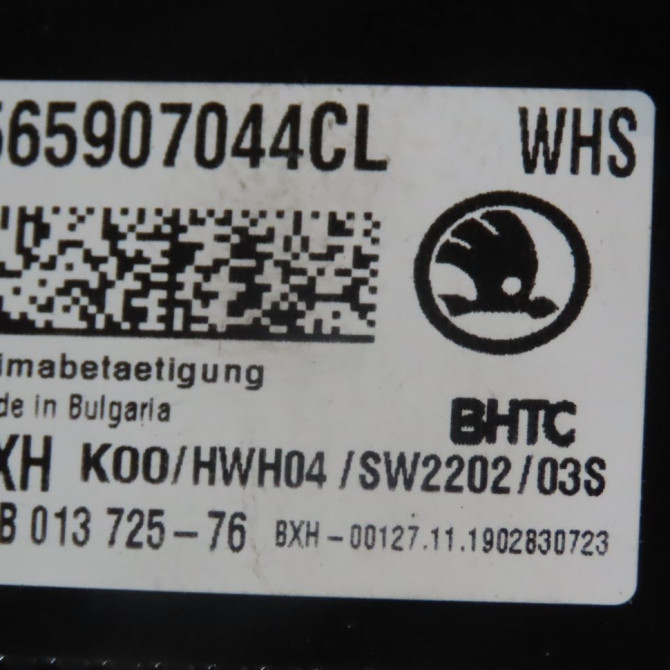 565907044CL WHS
imabetaetigung
de in Bulgaria
BHTC
XH K00/HWH04/SW2202/03S
B 013 725-76 BXH-00127.11.1902830723